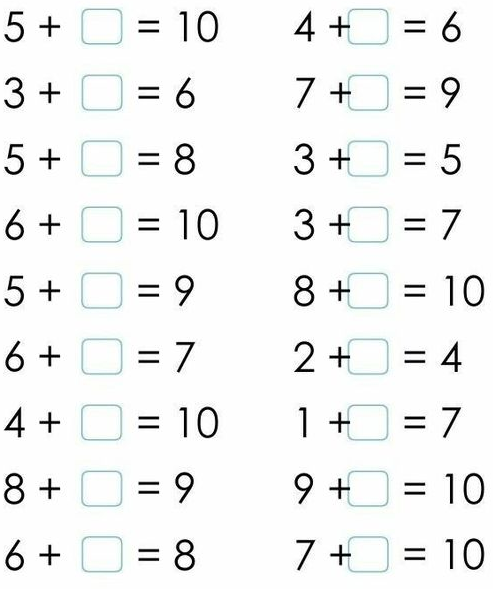 5 + □ = 10
3 + □ = 6
5 + □ = 8
6 + □ = 10
5 + □ = 9
6 + □ = 7
4 + □ = 10
8 + □ = 9
6 + □ = 8
4 +□ = 6
7 +□ = 9
3 +□ = 5
3 +□ = 7
8 +□ = 10
2 +□ = 4
1 +□ = 7
9 +□ = 10
7 +□ = 10